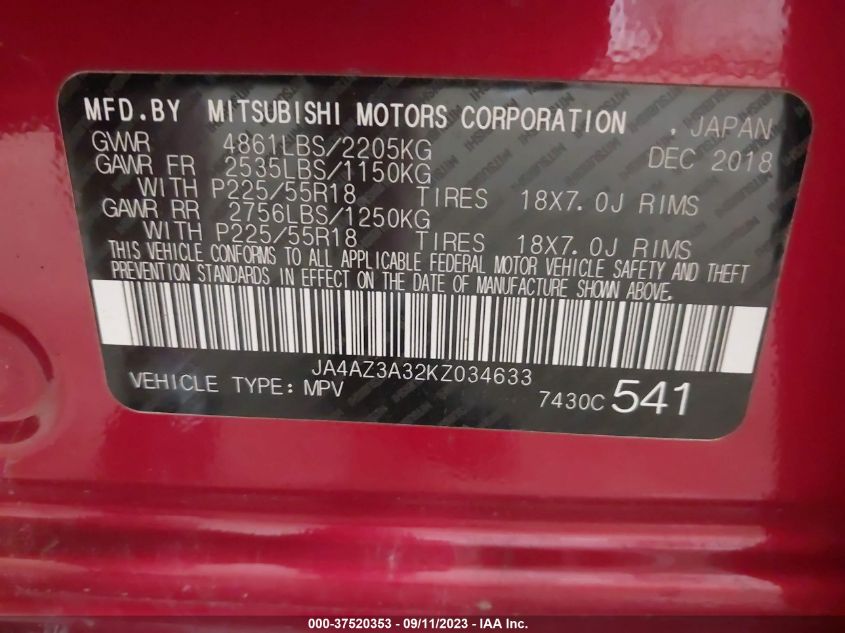 MFD.BY MITSUBISHI MOTORS CORPORATION , JAPAN
GVWR 4861LBS/2205KG DEC 2018
GAWR FR 2535LBS/1150KG
WITH P225/55R18 TIRES 18X7.0J RIMS
GAWR RR 2756LBS/1250KG
WITH P225/55R18 TIRES 18X7.0J RIMS
THIS VEHICLE CONFORMS TO ALL APPLICABLE FEDERAL MOTOR VEHICLE SAFETY AND THEFT
PREVENTION STANDARDS IN EFFECT ON THE DATE OF MANUFACTURE SHOWN ABOVE.
JA4AZ3A32KZ034633
VEHICLE TYPE: MPV 7430C 541
000-37520353 - 09/11/2023 - © IAA Inc.